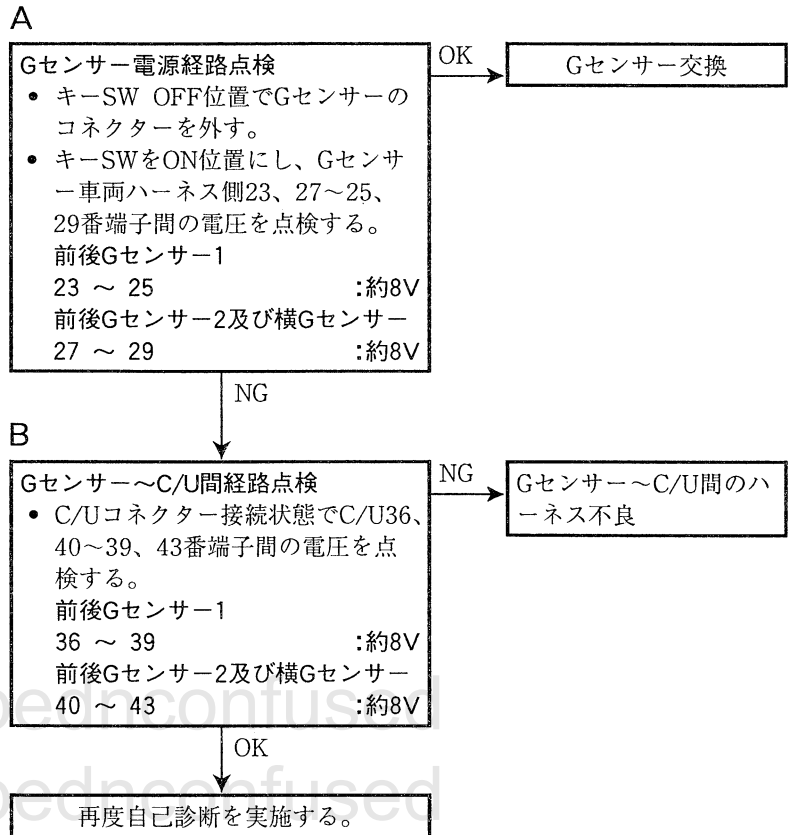 A
Gセンサー電源経路点検
• キーSW OFF位置でGセンサーの
コネクターを外す。
• キーSWをON位置にし、Gセンサ
ー車両ハーネス側23、27～25、
29番端子間の電圧を点検する。
前後Gセンサー1
23 ～ 25 :約8V
前後Gセンサー2及び横Gセンサー
27 ～ 29 :約8V
OK
Gセンサー交換
NG
B
Gセンサー～C/U間経路点検
• C/Uコネクター接続状態でC/U36、
40～39、43番端子間の電圧を点
検する。
前後Gセンサー1
36 ～ 39 :約8V
前後Gセンサー2及び横Gセンサー
40 ～ 43 :約8V
NG
Gセンサー～C/U間のハ
ーネス不良
OK
再度自己診断を実施する。
pednconfused
pednconfused